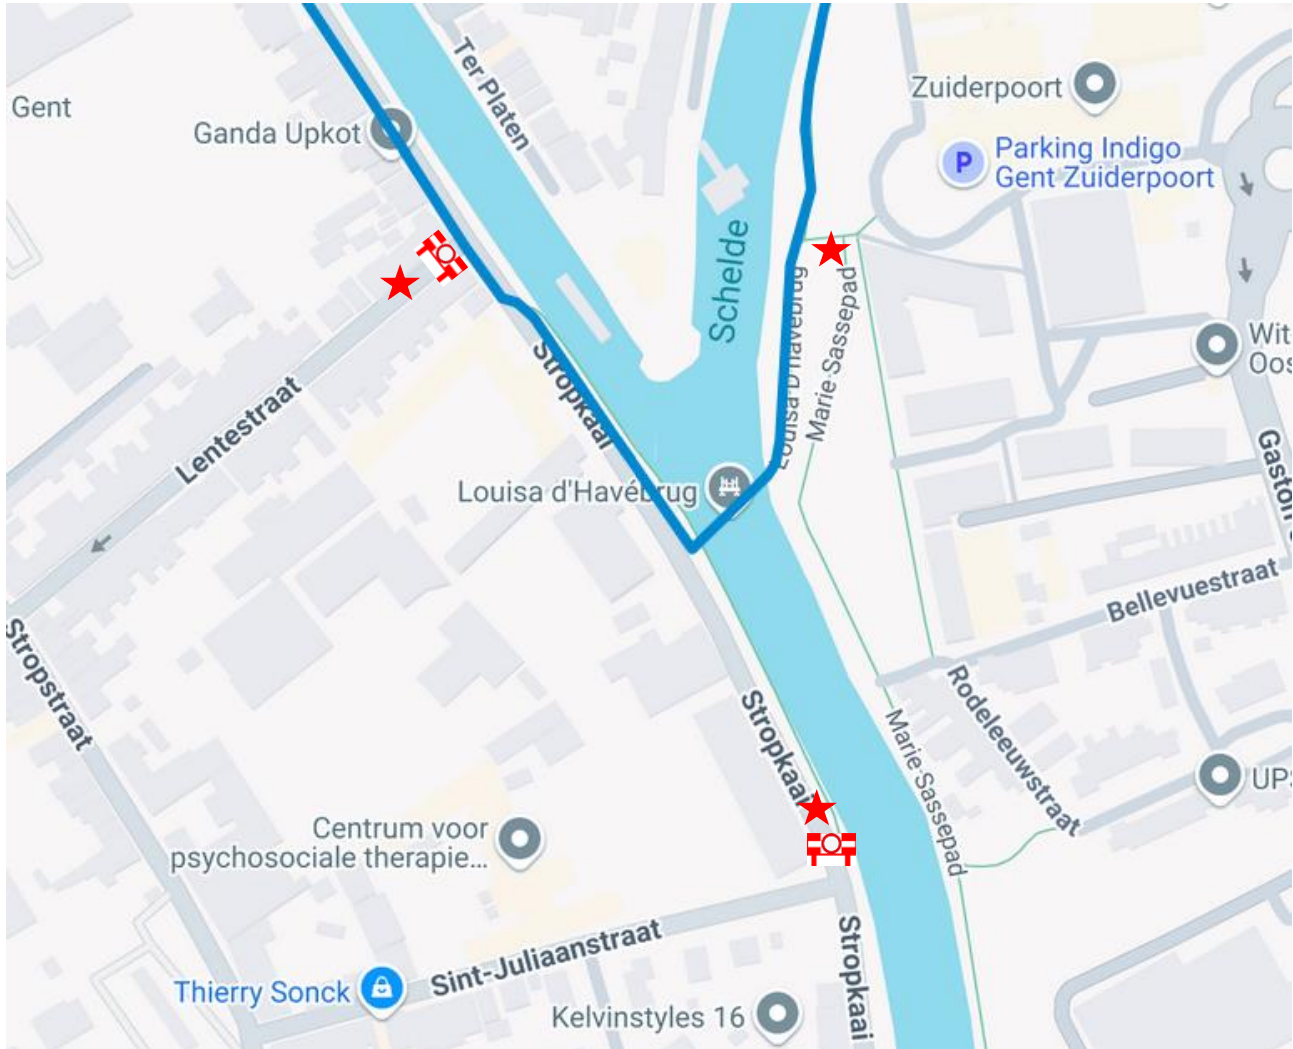 Gent
Ter Platen
Zuiderpoort
Ganda Upkot
P
Parking Indigo
Gent Zuiderpoort
Schelde
Louisa D'havébrug
Marie-Sassepad
Stropkaai
Lentestraat
Louisa d'Havébrug
Bellevuestraat
Stropstraat
Rodeleeuwstraat
Stropkaai
Marie-Sassepad
Centrum voor
psychosociale therapie...
Sint-Juliaanstraat
Stropkaai
Thierry Sonck
Kelvinstyles 16
Gaston
UPS
Wit
Oos